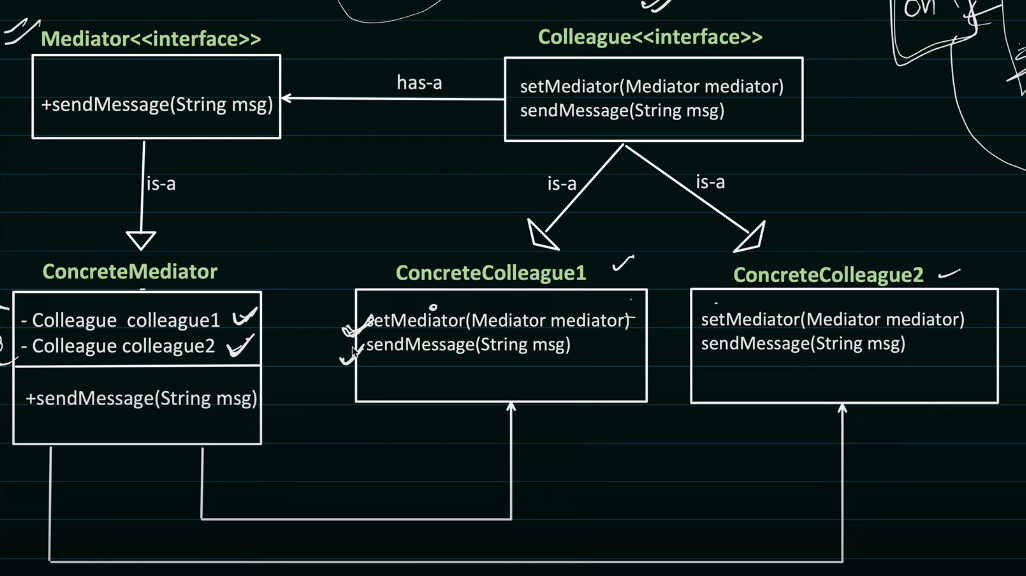 on
Mediator<<interface>>
Colleague<<interface>>
+sendMessage(String msg)
has-a
setMediator(Mediator mediator)
sendMessage(String msg)
is-a
is-a
is-a
ConcreteMediator
ConcreteColleague1
ConcreteColleague2
- Colleague colleague1
- Colleague colleague2
+sendMessage(String msg)
setMediator(Mediator mediator)
sendMessage(String msg)
setMediator(Mediator mediator)
sendMessage(String msg)